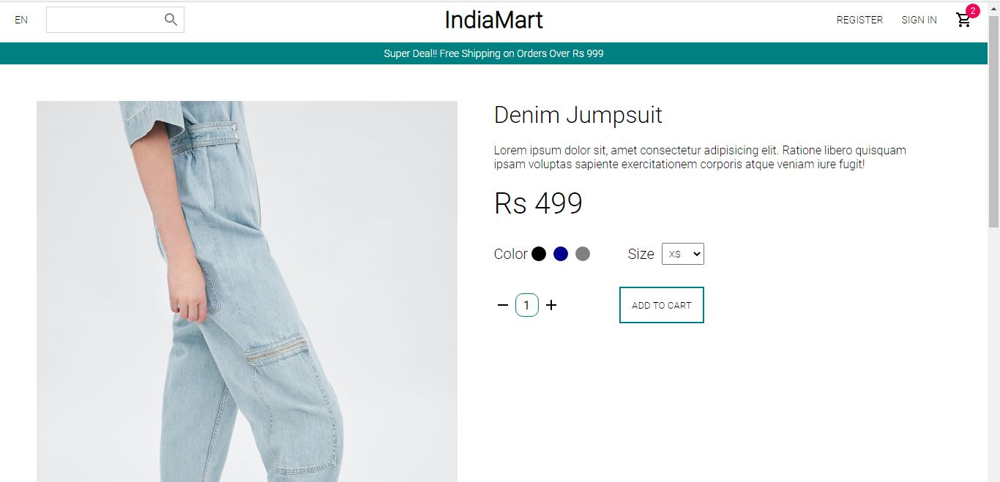 EN
IndiaMart
REGISTER
SIGN IN
2
Super Deal!! Free Shipping on Orders Over Rs 999
Denim Jumpsuit
Lorem ipsum dolor sit, amet consectetur adipisicing elit. Ratione libero quisquam
ipsam voluptas sapiente exercitationem corporis atque veniam iure fugit!
Rs 499
Color
Size
XS
1
ADD TO CART